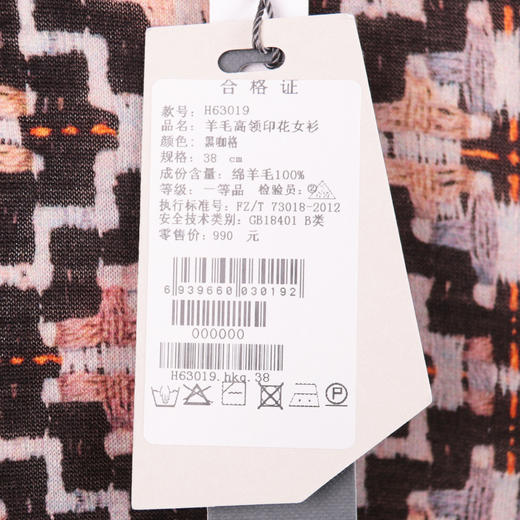 合格证
款号: H63019
品名: 羊毛高领印花女衫
颜色: 黑咖格
规格: 38 cm
成份含量: 绵羊毛100%
等级: 一等品 检验员:
执行标准号: FZ/T 73018-2012
安全技术类别: GB18401 B类
零售价: 990 元
6 939660 030192
000000
H63019.hkg.38